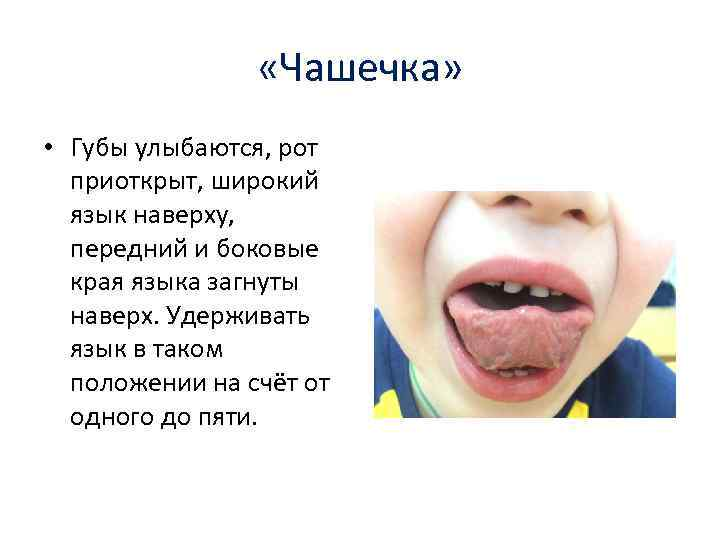 «Чашечка»
• Губы улыбаются, рот
приоткрыт, широкий
язык наверху,
передний и боковые
края языка загнуты
наверх. Удерживать
язык в таком
положении на счёт от
одного до пяти.